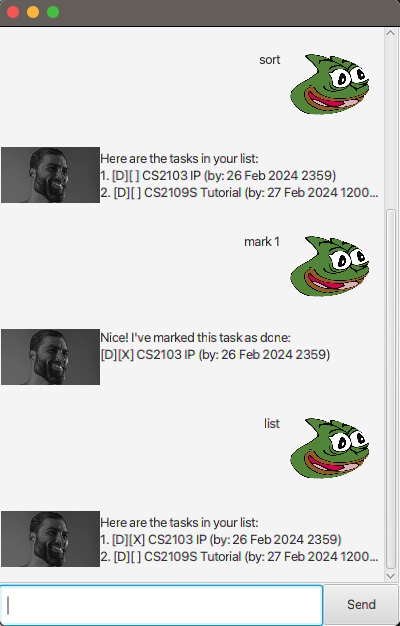 sort
Here are the tasks in your list:
1. [D][ ] CS2103 IP (by: 26 Feb 2024 2359)
2. [D][ ] CS2109S Tutorial (by: 27 Feb 2024 1200...
mark 1
Nice! I've marked this task as done:
[D][X] CS2103 IP (by: 26 Feb 2024 2359)
list
Here are the tasks in your list:
1. [D][X] CS2103 IP (by: 26 Feb 2024 2359)
2. [D][ ] CS2109S Tutorial (by: 27 Feb 2024 1200...
Send